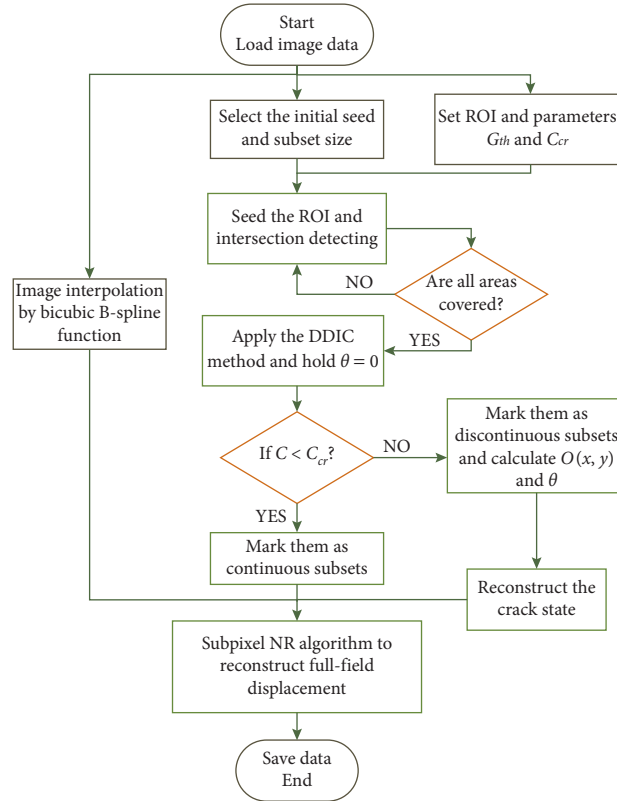 Start
Load image data
Select the initial seed
and subset size
Set ROI and parameters
Gth and Ccr
Seed the ROI and
intersection detecting
Are all areas
covered?
NO
YES
Image interpolation
by bicubic B-spline
function
Apply the DDIC
method and hold θ = 0
If C < Ccr?
NO
YES
Mark them as
discontinuous subsets
and calculate O(x, y)
and θ
Mark them as
continuous subsets
Reconstruct the
crack state
Subpixel NR algorithm to
reconstruct full-field
displacement
Save data
End